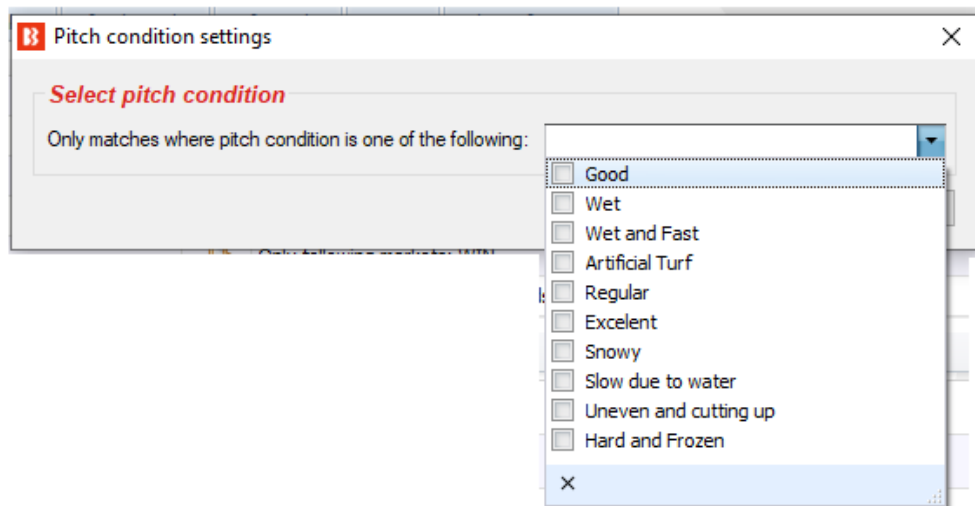 Pitch condition settings
Select pitch condition
Only matches where pitch condition is one of the following:
Good
Wet
Wet and Fast
Artificial Turf
Regular
Excelent
Snowy
Slow due to water
Uneven and cutting up
Hard and Frozen